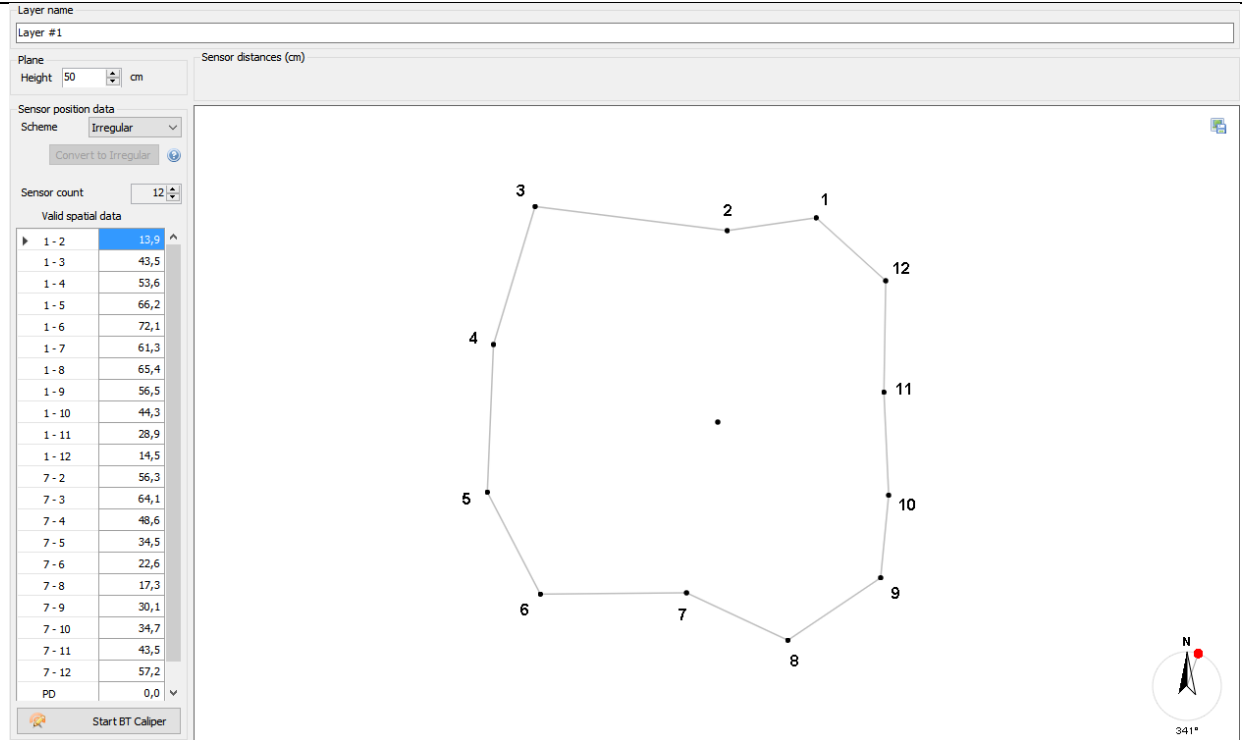 Layer name
Layer #1
Plane
Height 50 cm
Sensor distances (cm)
Sensor position data
Scheme Irregular
Convert to Irregular
Sensor count 12
Valid spatial data
1 - 2 13,9
1 - 3 43,5
1 - 4 53,6
1 - 5 66,2
1 - 6 72,1
1 - 7 61,3
1 - 8 65,4
1 - 9 56,5
1 - 10 44,3
1 - 11 28,9
1 - 12 14,5
7 - 2 56,3
7 - 3 64,1
7 - 4 48,6
7 - 5 34,5
7 - 6 22,6
7 - 8 17,3
7 - 9 30,1
7 - 10 34,7
7 - 11 43,5
7 - 12 57,2
PD 0,0
Start BT Caliper
3
1
2
12
4
11
5
10
9
6
7
8
N
341°